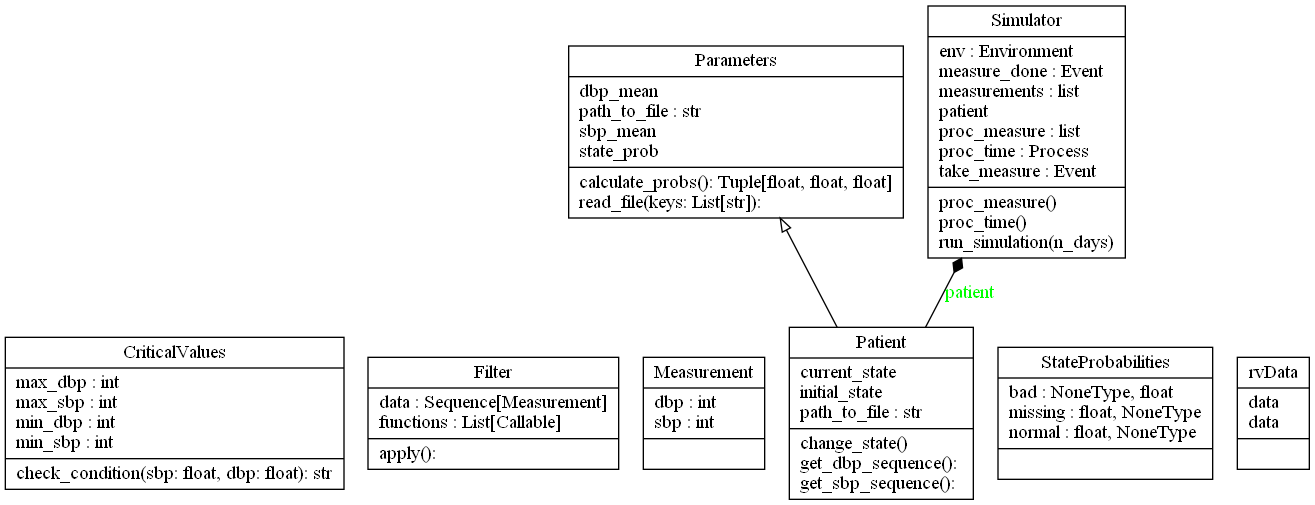 Simulator
env : Environment
measure_done : Event
measurements : list
patient
proc_measure : list
proc_time : Process
take_measure : Event
proc_measure()
proc_time()
run_simulation(n_days)
Parameters
dbp_mean
path_to_file : str
sbp_mean
state_prob
calculate_probs(): Tuple[float, float, float]
read_file(keys: List[str]):
patient
CriticalValues
max_dbp : int
max_sbp : int
min_dbp : int
min_sbp : int
check_condition(sbp: float, dbp: float): str
Filter
data : Sequence[Measurement]
functions : List[Callable]
apply():
Measurement
dbp : int
sbp : int
Patient
current_state
initial_state
path_to_file : str
change_state()
get_dbp_sequence():
get_sbp_sequence():
StateProbabilities
bad : NoneType, float
missing : float, NoneType
normal : float, NoneType
rvData
data
data